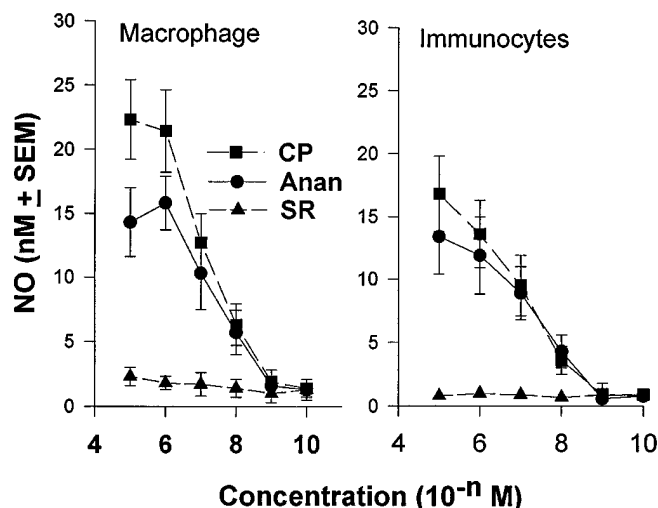 Macrophage
Immunocytes
NO (nM ± SEM)
30
25
20
15
10
5
0
30
25
20
15
10
5
0
CP
Anan
SR
4 6 8 10
4 6 8 10
Concentration (10⁻ⁿ M)